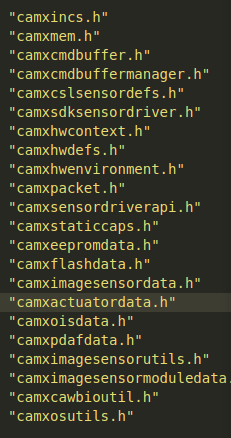 "camxincs.h"
"camxmem.h"
"camxcmdbuffer.h"
"camxcmdbuffermanager.h"
"camxcslsensordefs.h"
"camxsdksensordriver.h"
"camxhwcontext.h"
"camxhwdefs.h"
"camxhwenvironment.h"
"camxpacket.h"
"camxsensordriverapi.h"
"camxstaticcaps.h"
"camxeepromdata.h"
"camxflashdata.h"
"camximagesensordata.h"
"camxactuatordata.h"
"camxoisdata.h"
"camxpdafdata.h"
"camximagesensorutils.h"
"camximagesensormoduledata.
"camxcawbioutil.h"
"camxosutils.h"